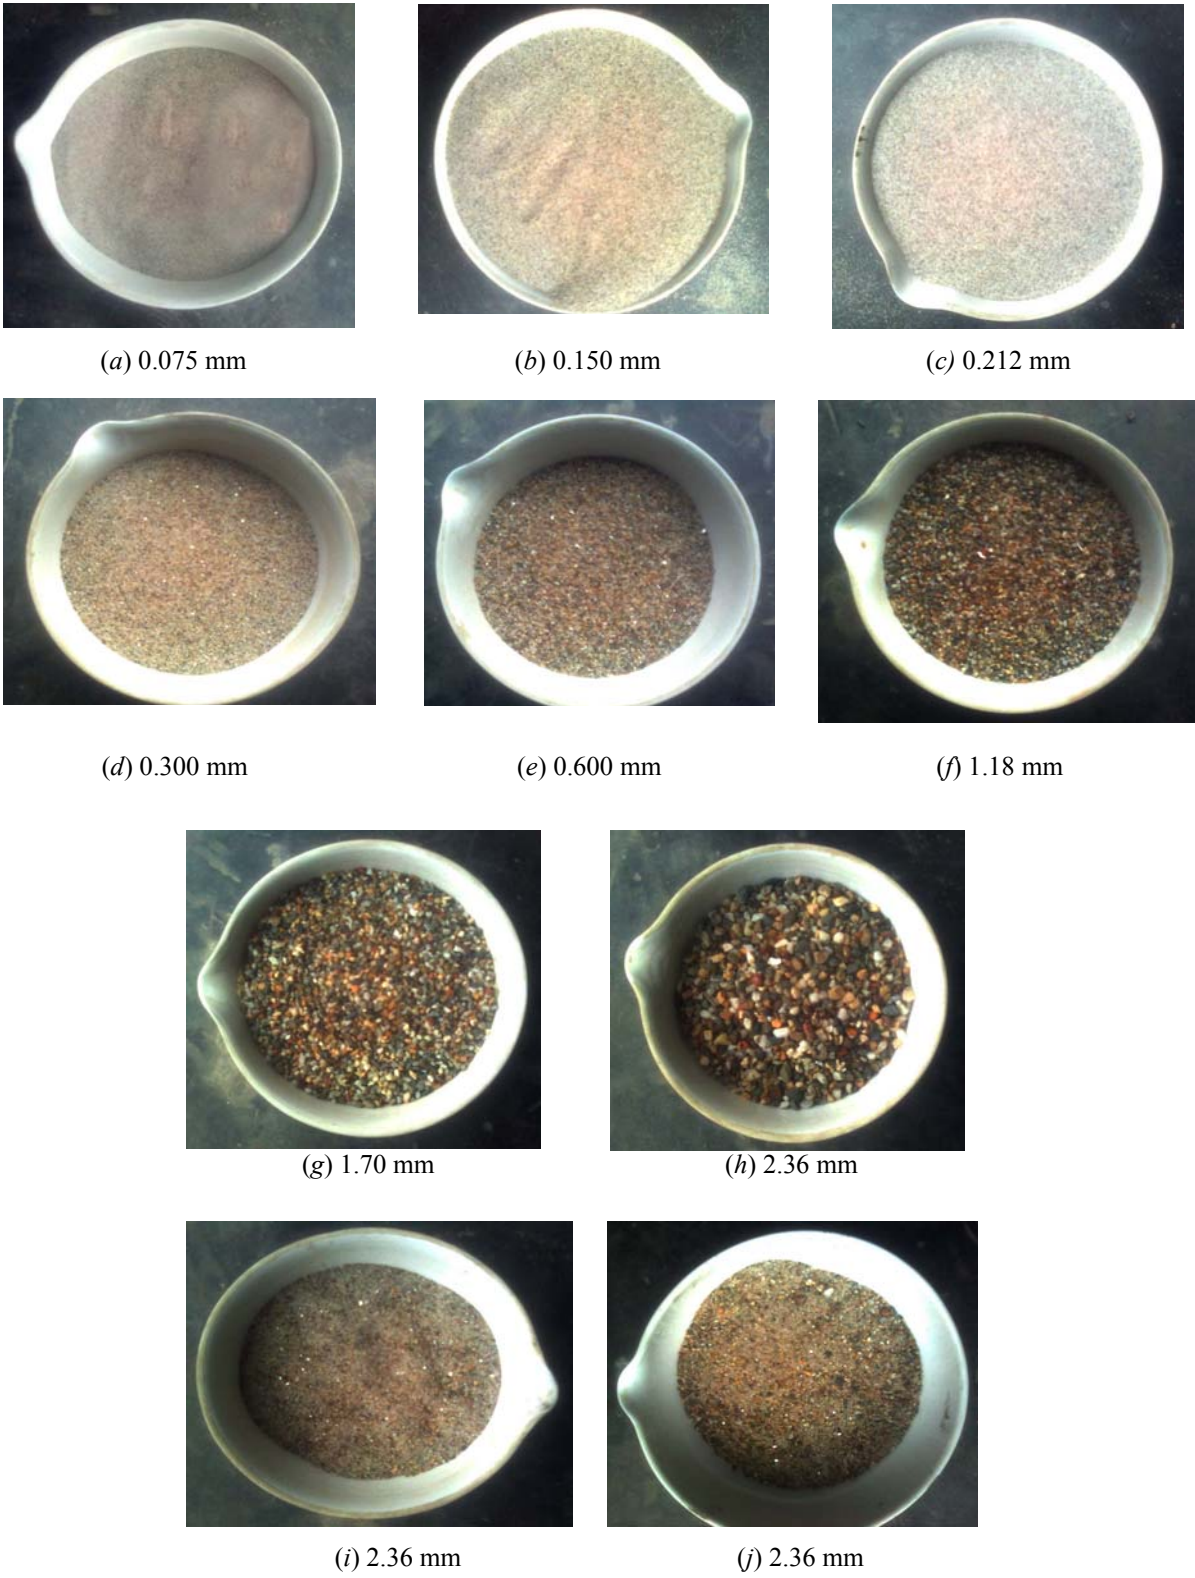 (a) 0.075 mm
(b) 0.150 mm
(c) 0.212 mm
(d) 0.300 mm
(e) 0.600 mm
(f) 1.18 mm
(g) 1.70 mm
(h) 2.36 mm
(i) 2.36 mm
(j) 2.36 mm